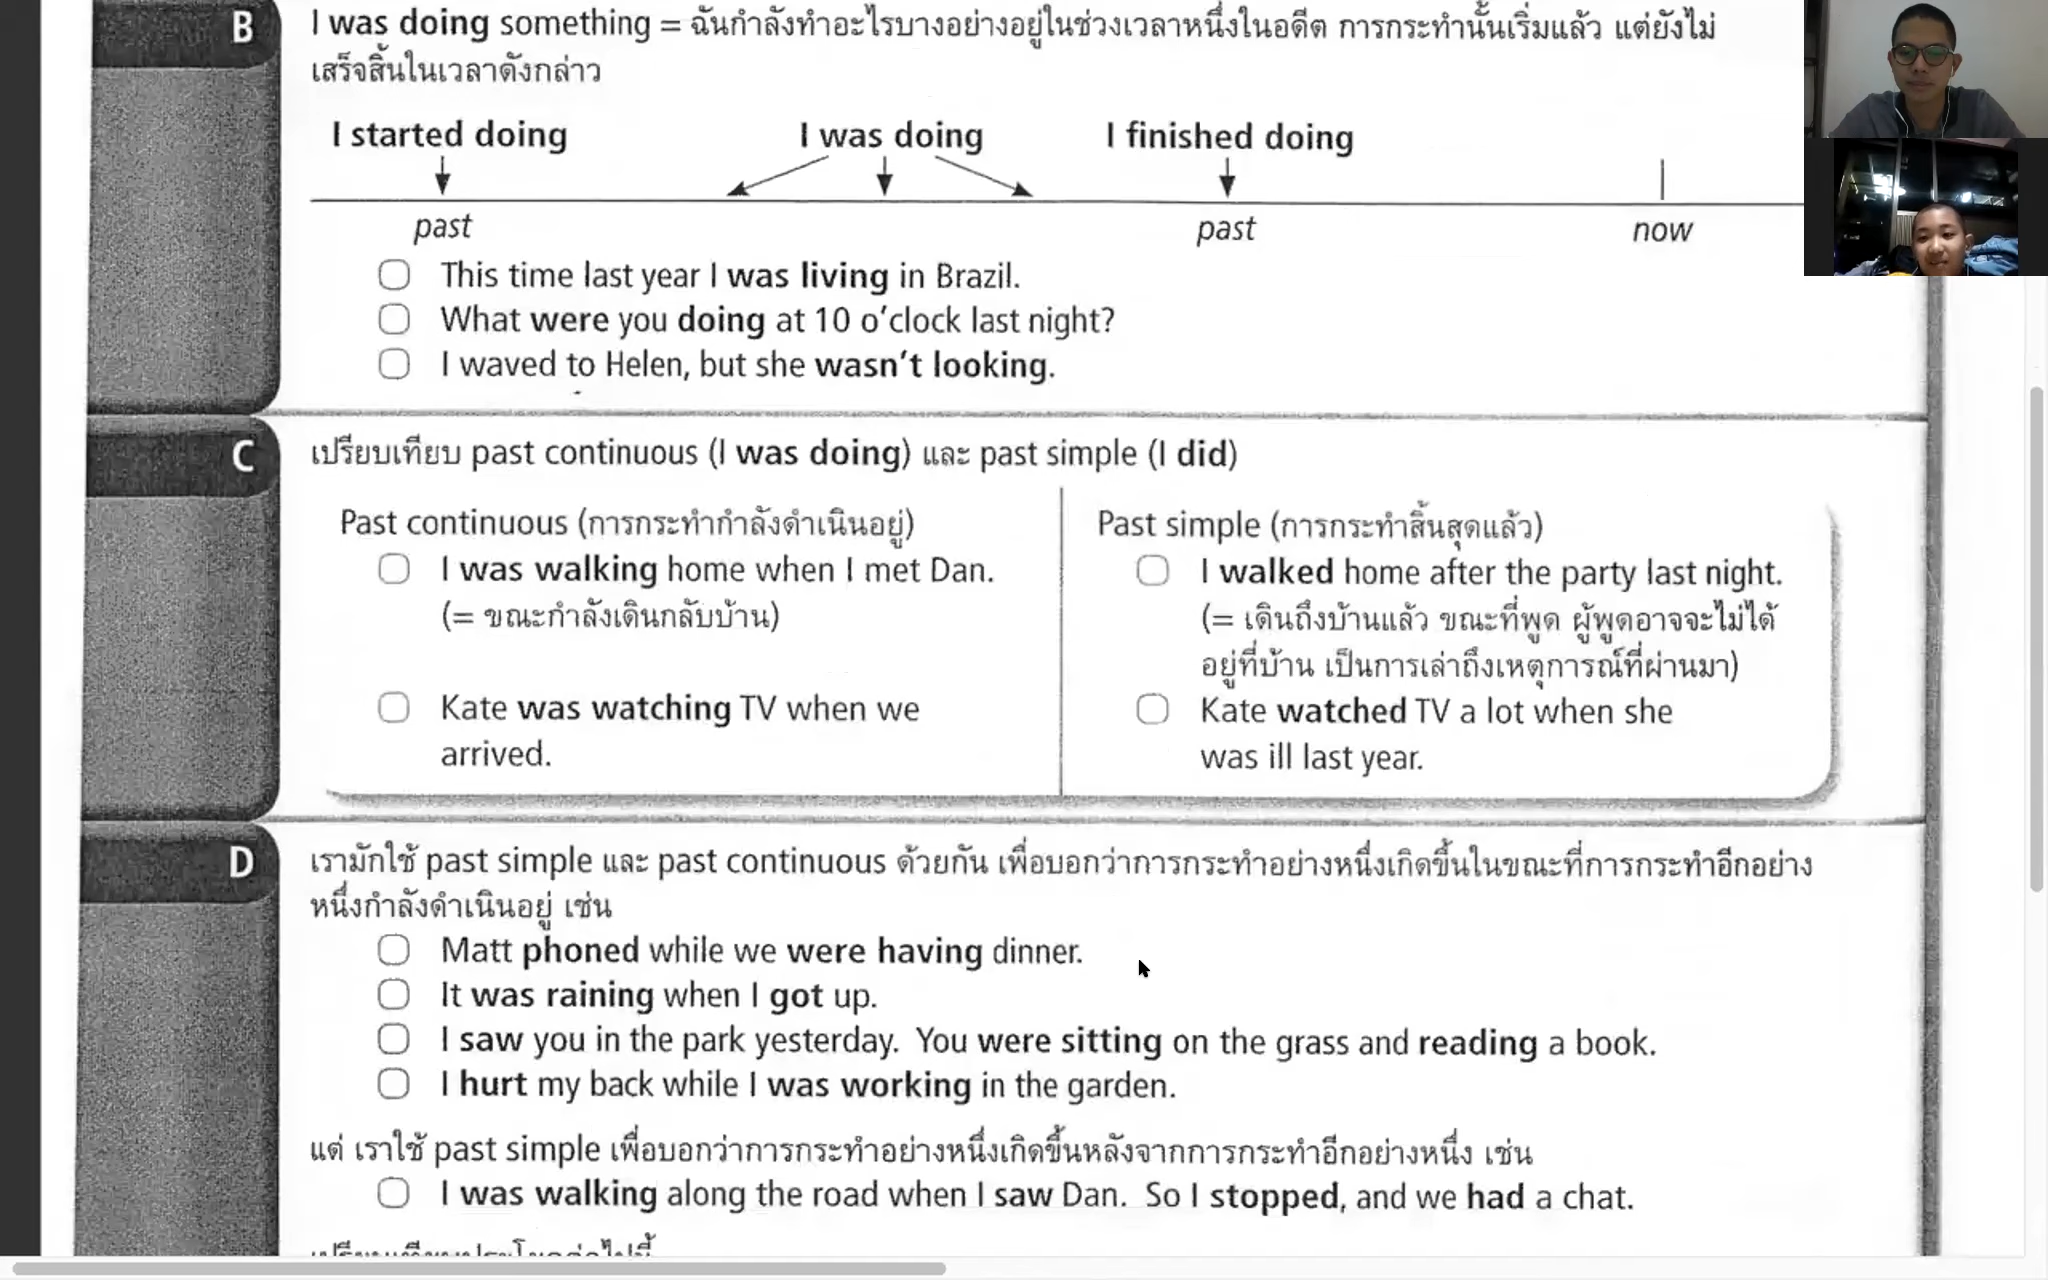 B
I was doing something = ฉันกำลังทำอะไรบางอย่างอยู่ในช่วงเวลาหนึ่งในอดีต การกระทำนั้นเริ่มแล้ว แต่ยังไม่
เสร็จสิ้นในเวลาดังกล่าว
I started doing I was doing I finished doing
past past now
This time last year I was living in Brazil.
What were you doing at 10 o'clock last night?
I waved to Helen, but she wasn't looking.
C
เปรียบเทียบ past continuous (I was doing) และ past simple (I did)
Past continuous (การกระทำกำลังดำเนินอยู่)
I was walking home when I met Dan.
(= ขณะกำลังเดินกลับบ้าน)
Kate was watching TV when we
arrived.
Past simple (การกระทำสิ้นสุดแล้ว)
I walked home after the party last night.
(= เดินถึงบ้านแล้ว ขณะที่พูด ผู้พูดอาจจะไม่ได้
อยู่ที่บ้าน เป็นการเล่าถึงเหตุการณ์ที่ผ่านมา)
Kate watched TV a lot when she
was ill last year.
D
เรามักใช้ past simple และ past continuous ด้วยกัน เพื่อบอกว่าการกระทำอย่างหนึ่งเกิดขึ้นในขณะที่การกระทำอีกอย่าง
หนึ่งกำลังดำเนินอยู่ เช่น
Matt phoned while we were having dinner.
It was raining when I got up.
I saw you in the park yesterday. You were sitting on the grass and reading a book.
I hurt my back while I was working in the garden.
แต่ เราใช้ past simple เพื่อบอกว่าการกระทำอย่างหนึ่งเกิดขึ้นหลังจากการกระทำอีกอย่างหนึ่ง เช่น
I was walking along the road when I saw Dan. So I stopped, and we had a chat.